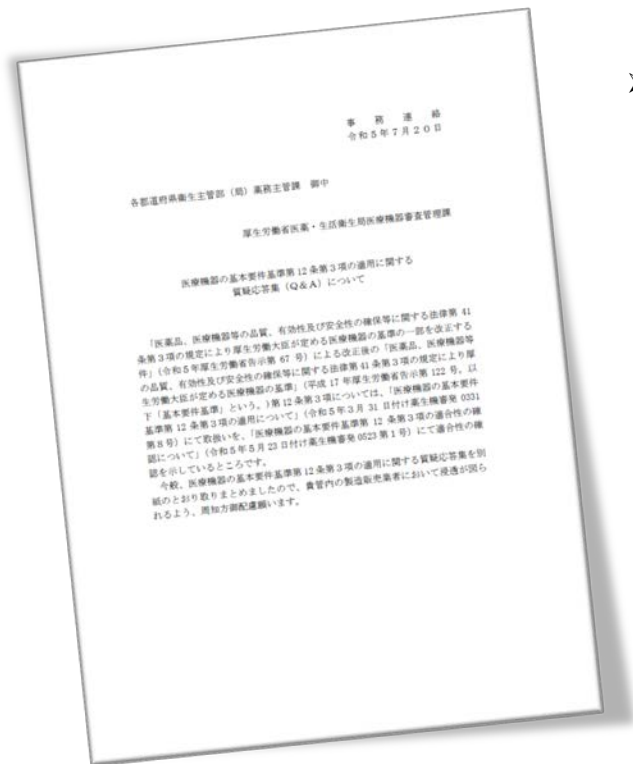 事務連絡
令和5年7月20日
各都道府県衛生主管部（局）薬務主管課 御中
厚生労働省医薬・生活衛生局医療機器審査管理課
医療機器の基本要件基準第12条第3項の適用に関する
質疑応答集（Q＆A）について
「医薬品、医療機器等の品質、有効性及び安全性の確保等に関する法律第41
条第3項の規定により厚生労働大臣が定める医療機器の基準の一部を改正する
件」（令和5年厚生労働省告示第67号）による改正後の「医薬品、医療機器等
の品質、有効性及び安全性の確保等に関する法律第41条第3項の規定により厚
生労働大臣が定める医療機器の基準」（平成17年厚生労働省告示第122号。以
下「基本要件基準」という。）第12条第3項については、「医療機器の基本要件
基準第12条第3項の適用について」（令和5年3月31日付け薬生機審発0331
第8号）にて取扱いを、「医療機器の基本要件基準第12条第3項の適合性の確
認について」（令和5年5月23日付け薬生機審発0523第1号）にて適合性の確
認を示しているところです。
今般、医療機器の基本要件基準第12条第3項の適用に関する質疑応答集を別
紙のとおり取りまとめましたので、貴管内の製造販売業者において浸透が図ら
れるよう、周知方御配慮願います。